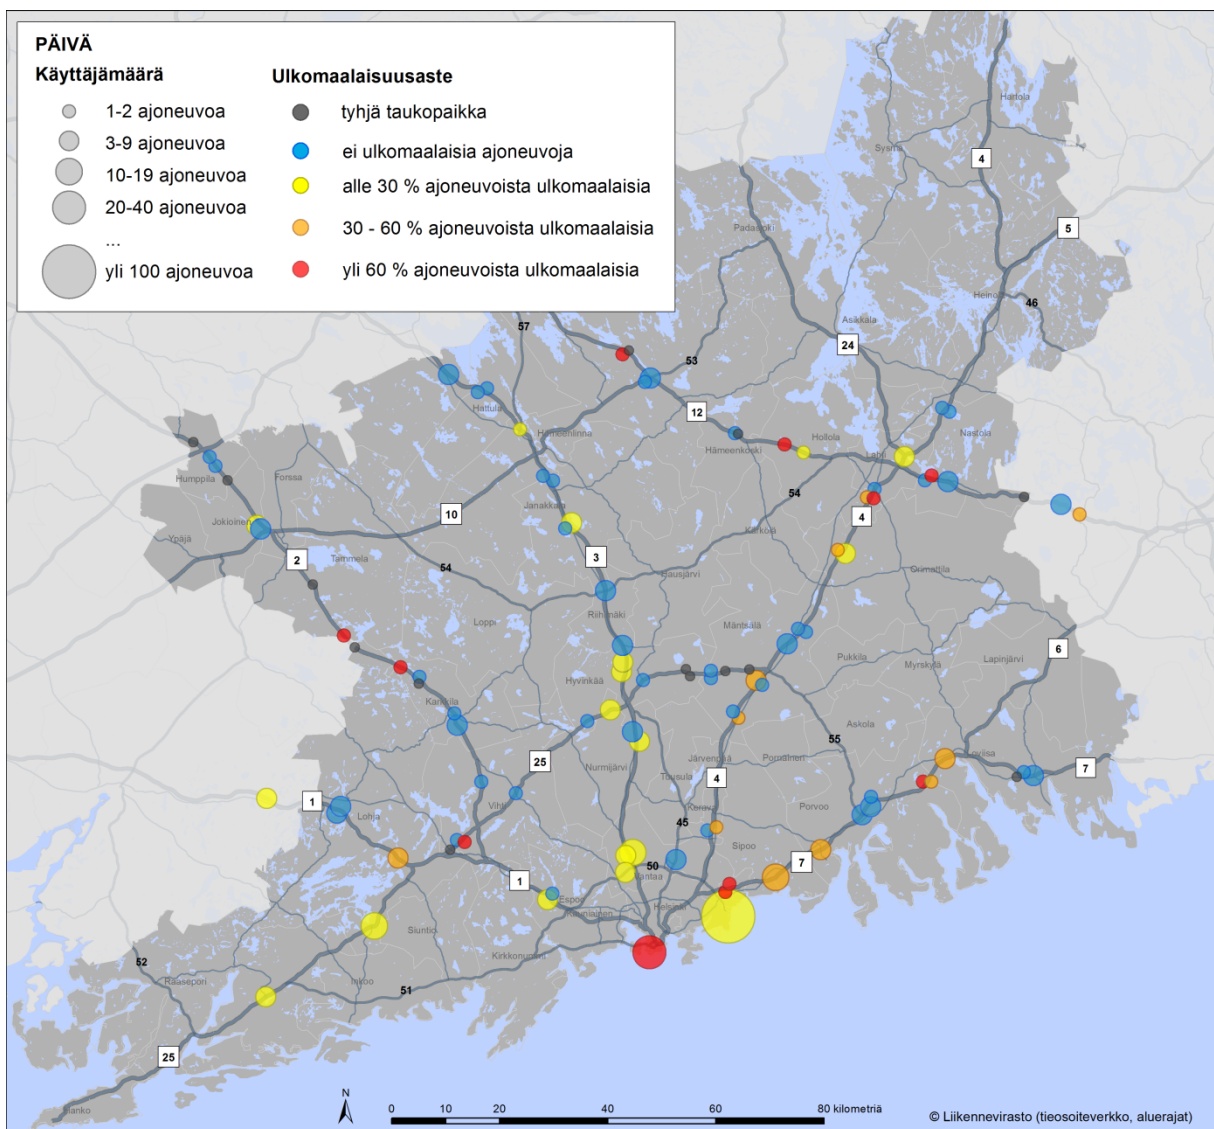 PÄIVÄ
Käyttäjämäärä
Ulkomaalaisuusaste
1-2 ajoneuvoa
tyhjä taukopaikka
3-9 ajoneuvoa
ei ulkomaalaisia ajoneuvoja
10-19 ajoneuvoa
alle 30 % ajoneuvoista ulkomaalaisia
20-40 ajoneuvoa
30 - 60 % ajoneuvoista ulkomaalaisia
...
yli 100 ajoneuvoa
yli 60 % ajoneuvoista ulkomaalaisia
Hartola
Sysmä
4
Padasjoki
5
Heinola
46
Asikkala
57
24
53
12
Hattula
Hämeenlinna
Hollola
Hämeenkoski
Nastola
Lahti
Humppila
Forssa
54
Janakkala
10
4
Jokioinen
Kärkölä
Ypäjä
2
Tammela
3
54
Hausjärvi
Orimattila
Riihimäki
Loppi
Mäntsälä
Pukkila
Myrskylä
Lapinjärvi
6
Hyvinkää
Karkkila
Askola
55
Loviisa
25
Nurmijärvi
Järvenpää
Pornainen
Tuusula
4
7
1
Vihti
Kerava
Porvoo
Lohja
45
Sipoo
50
Vantaa
7
1
Espoo
Helsinki
Kauniainen
Siuntio
Kirkkonummi
52
Raasepori
Inkoo
51
25
Hanko
N
0
20
40
60
80 kilometriä
© Liikennevirasto (tieosoiteverkko, aluerajat)